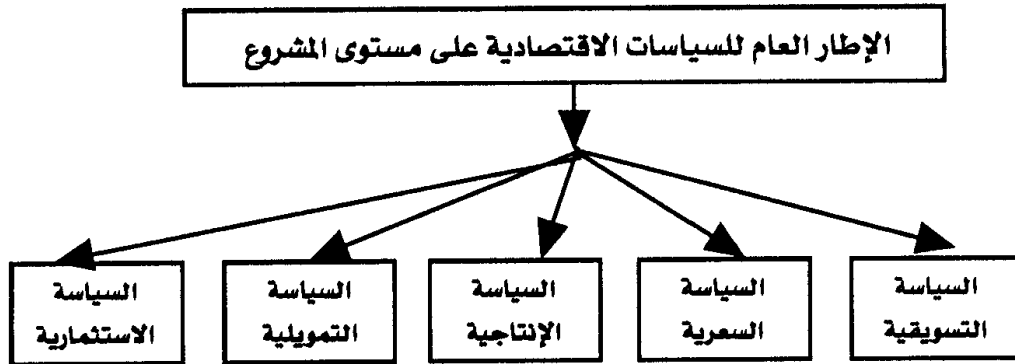 الإطار العام للسياسات الاقتصادية على مستوى المشروع
السياسة
التسويقية
السياسة
السعرية
السياسة
الإنتاجية
السياسة
التمويلية
السياسة
الاستثمارية